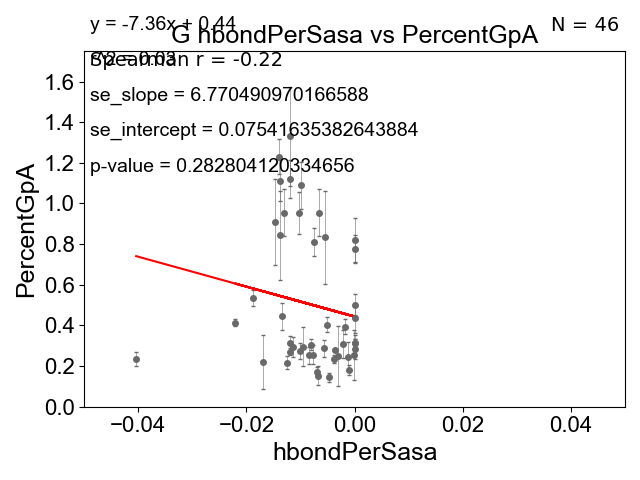 y = -7.36x + 0.44
N = 46
G hbondPerSasa vs PercentGpA
Spearman r = -0.22
se_slope = 6.770490970166588
se_intercept = 0.07541635382643884
p-value = 0.282804120334656
PercentGpA
1.6
1.4
1.2
1.0
0.8
0.6
0.4
0.2
0.0
−0.04 −0.02 0.00 0.02 0.04
hbondPerSasa